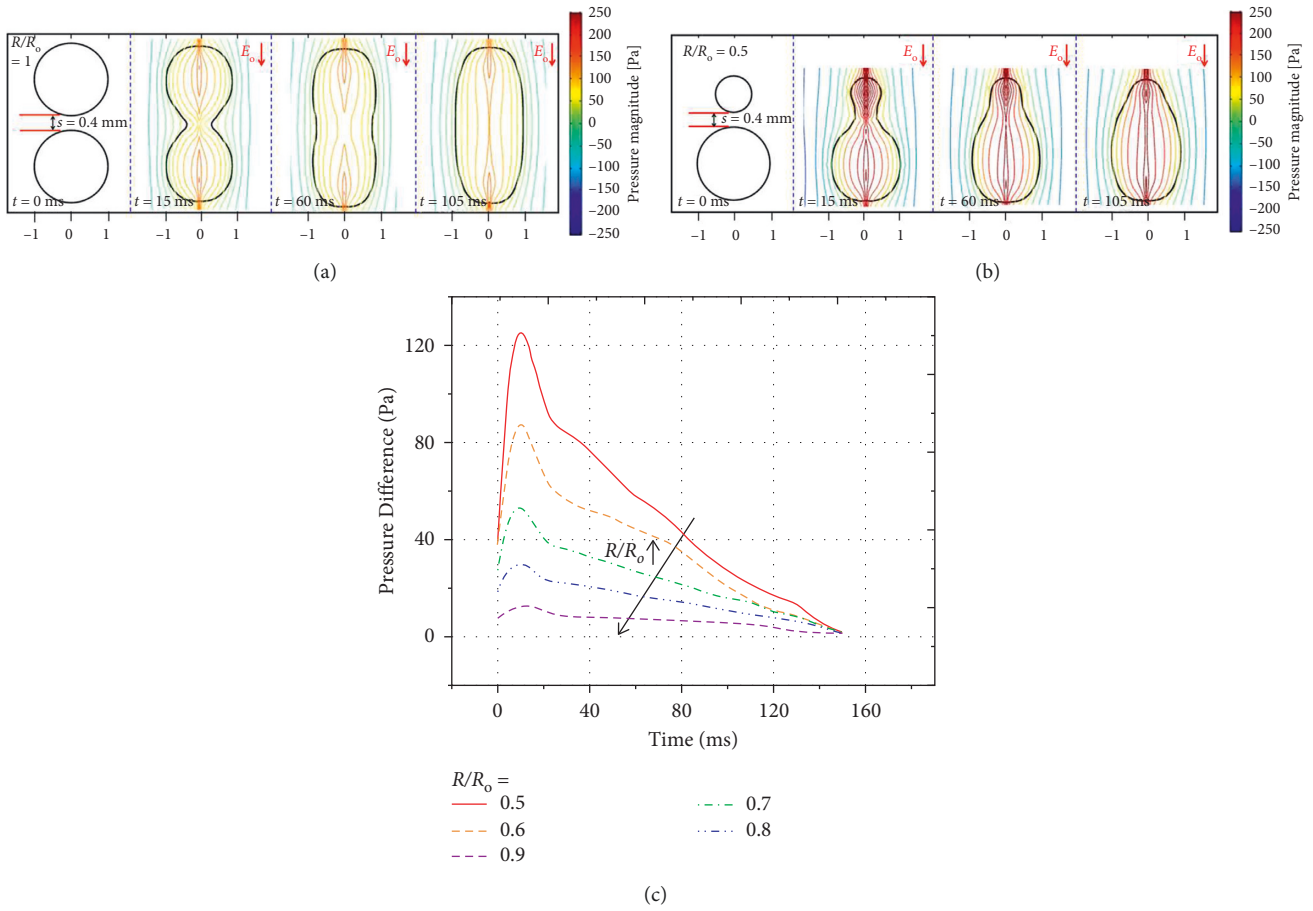 R/Rₒ
= 1
s = 0.4 mm
t = 0 ms
t = 15 ms
t = 60 ms
t = 105 ms
Eₒ
Eₒ
Eₒ
−1 0 1
−1 0 1
−1 0 1
−1 0 1
250
200
150
100
50
0
−50
−100
−150
−200
−250
Pressure magnitude [Pa]
(a)
R/Rₒ = 0.5
s = 0.4 mm
t = 0 ms
t = 15 ms
t = 60 ms
t = 105 ms
Eₒ
Eₒ
Eₒ
−1 0 1
−1 0 1
−1 0 1
−1 0 1
250
200
150
100
50
0
−50
−100
−150
−200
−250
Pressure magnitude [Pa]
(b)
Pressure Difference (Pa)
120
80
40
0
R/Rₒ
0 40 80 120 160
Time (ms)
R/Rₒ =
0.5
0.6
0.9
0.7
0.8
(c)